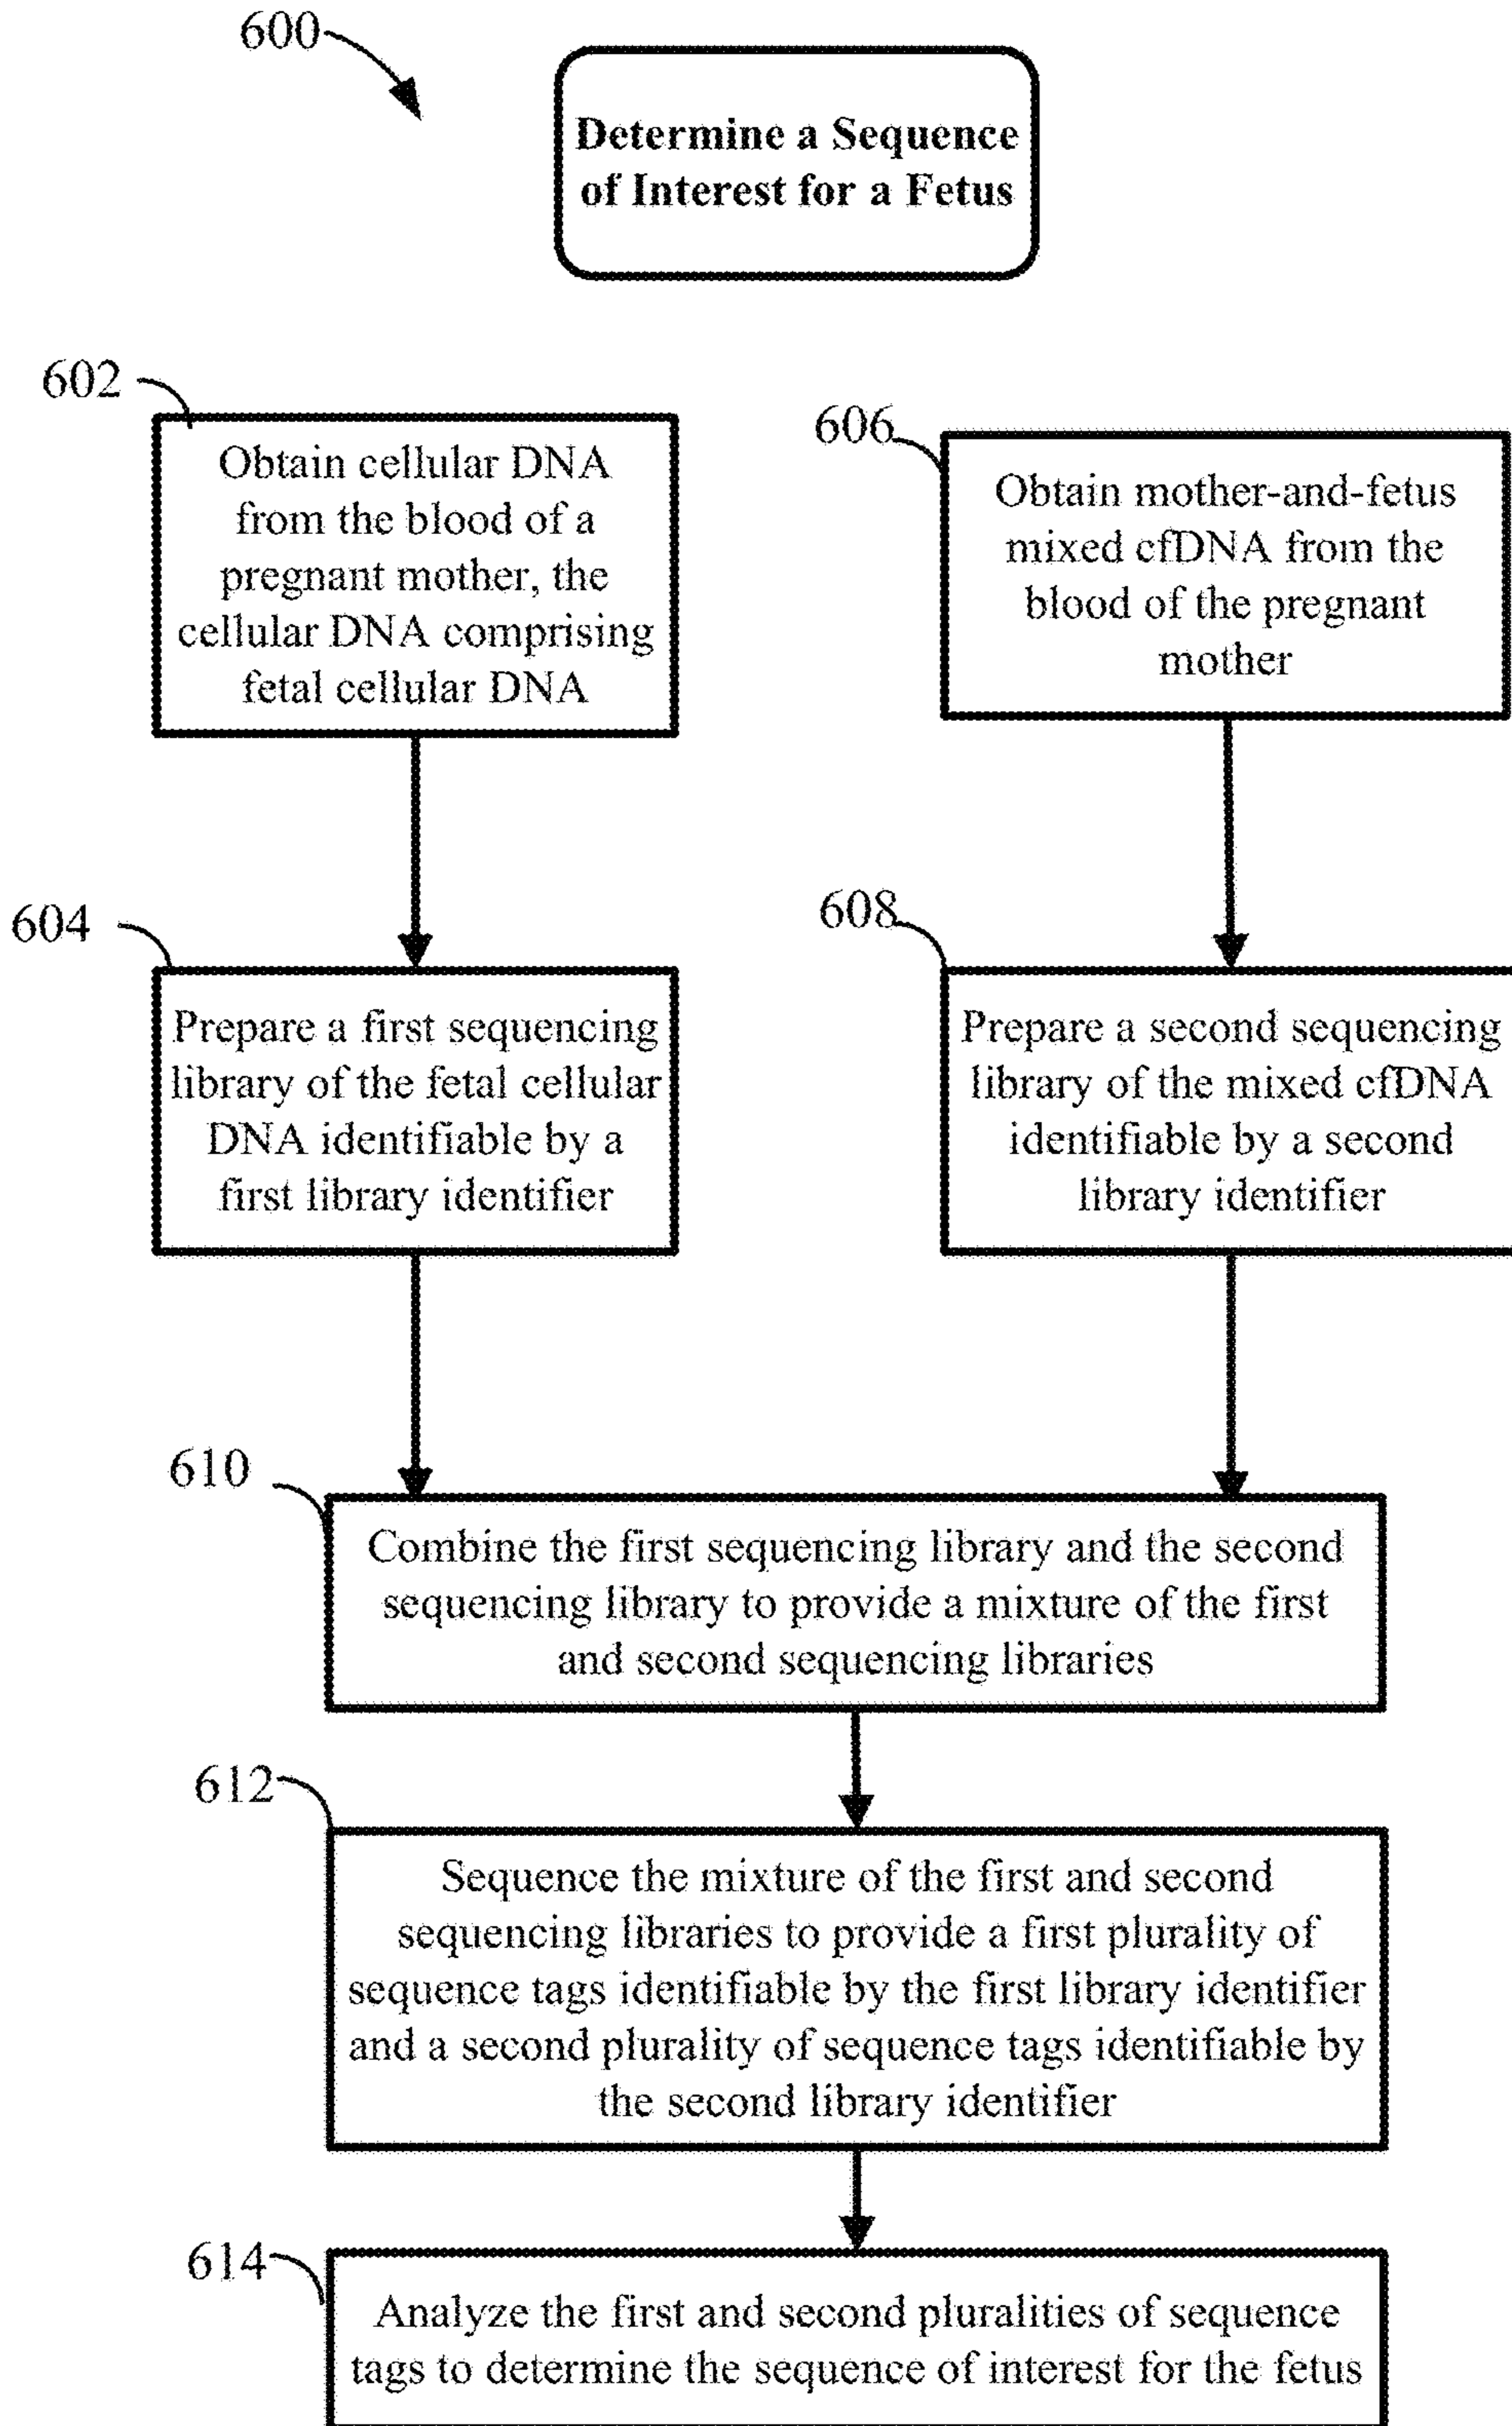 600
Determine a Sequence
of Interest for a Fetus
602
Obtain cellular DNA
from the blood of a
pregnant mother, the
cellular DNA comprising
fetal cellular DNA
606
Obtain mother-and-fetus
mixed cfDNA from the
blood of the pregnant
mother
604
Prepare a first sequencing
library of the fetal cellular
DNA identifiable by a
first library identifier
608
Prepare a second sequencing
library of the mixed cfDNA
identifiable by a second
library identifier
610
Combine the first sequencing library and the second
sequencing library to provide a mixture of the first
and second sequencing libraries
612
Sequence the mixture of the first and second
sequencing libraries to provide a first plurality of
sequence tags identifiable by the first library identifier
and a second plurality of sequence tags identifiable by
the second library identifier
614
Analyze the first and second pluralities of sequence
tags to determine the sequence of interest for the fetus